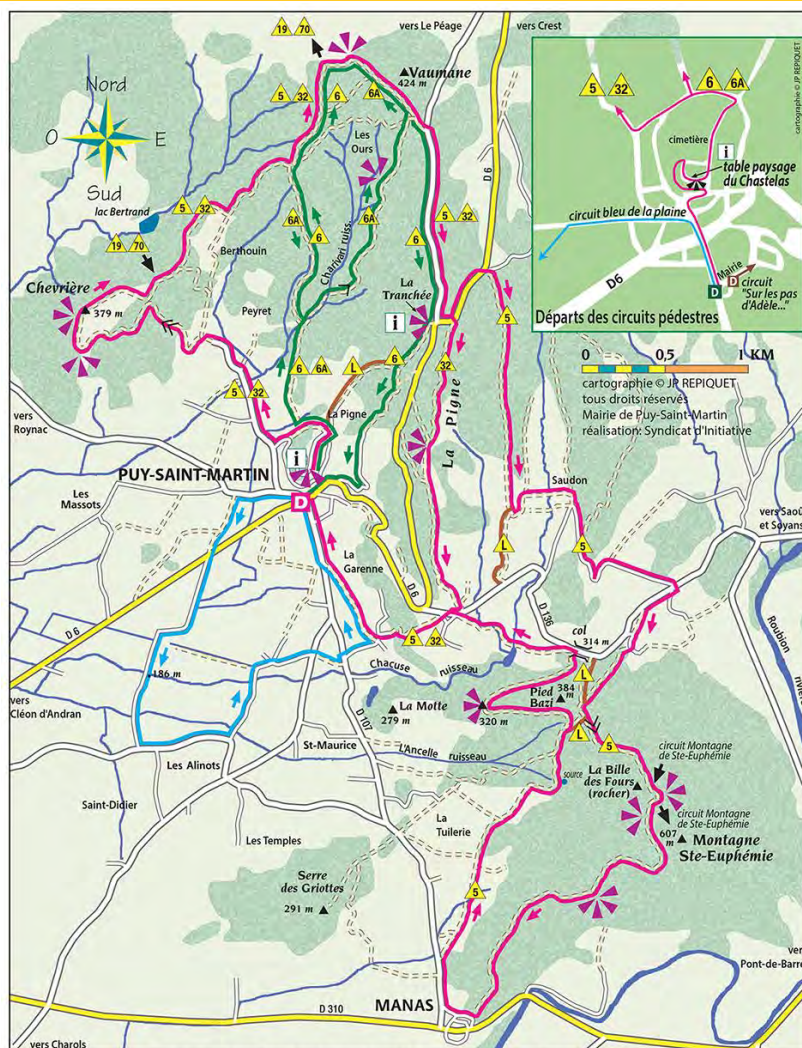 19 70
vers Le Péage
vers Crest
Nord
O E
Sud
Vaumane
424 m
5 32
6
6A
Les
Ours
lac Bertrand
5 32
19 70
Berthouin
Chevrière
379 m
6A
6
Charivari ruiss.
6A
6
5 32
D 6
Peyret
La
Tranchée
i
5
32
La Pigne
6 6A
L
6
La Pigne
5 32
vers
Roynac
i
PUY-SAINT-MARTIN
D
5 32
6 6A
cimetière
i
table paysage
du Chastelas
circuit bleu de la plaine
D6
Mairie
D
D
circuit
"Sur les pas
d'Adèle..."
Départs des circuits pédestres
cartographie © JP REPIQUET
0 0,5 1 KM
cartographie © JP REPIQUET
tous droits réservés
Mairie de Puy-Saint-Martin
réalisation: Syndicat d'Initiative
Les
Massots
Saudon
vers Saoû
et Soyans
L
5
La
Garenne
D 6
D 6
D 136
5 32
col
314 m
Roubion
rivière
186 m
Chacuse
ruisseau
L
vers
Cléon d'Andran
La Motte
279 m
320 m
Pied
Bazi
384
m
D 107
L
5
St-Maurice
L'Ancelle
ruisseau
circuit Montagne
de Ste-Euphémie
Les Alinots
source
La Bille
des Fours
(rocher)
circuit Montagne
de Ste-Euphémie
Saint-Didier
La
Tuilerie
607
m
Montagne
Ste-Euphémie
Les Temples
Serre
des Griottes
291 m
5
vers
Pont-de-Barret
MANAS
D 310
vers Charols